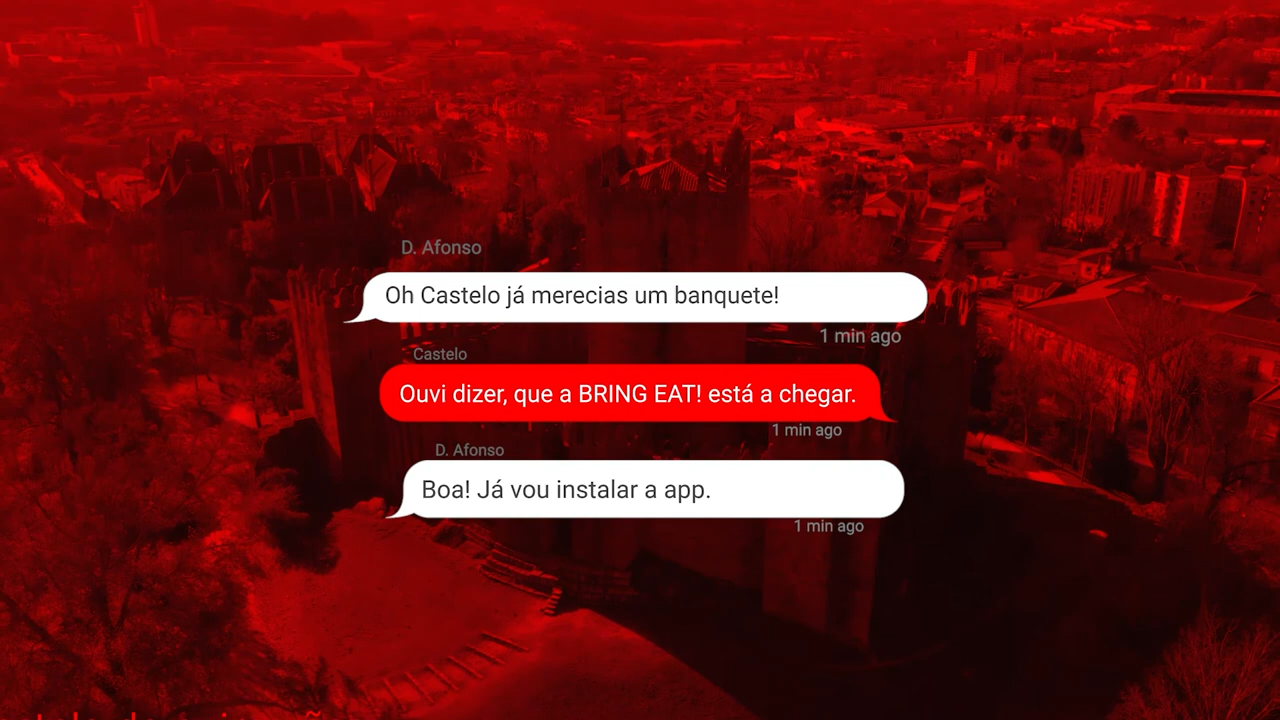 D. Afonso
Oh Castelo já merecias um banquete!
1 min ago
Castelo
Ouvi dizer, que a BRING EAT! está a chegar.
1 min ago
D. Afonso
Boa! Já vou instalar a app.
1 min ago